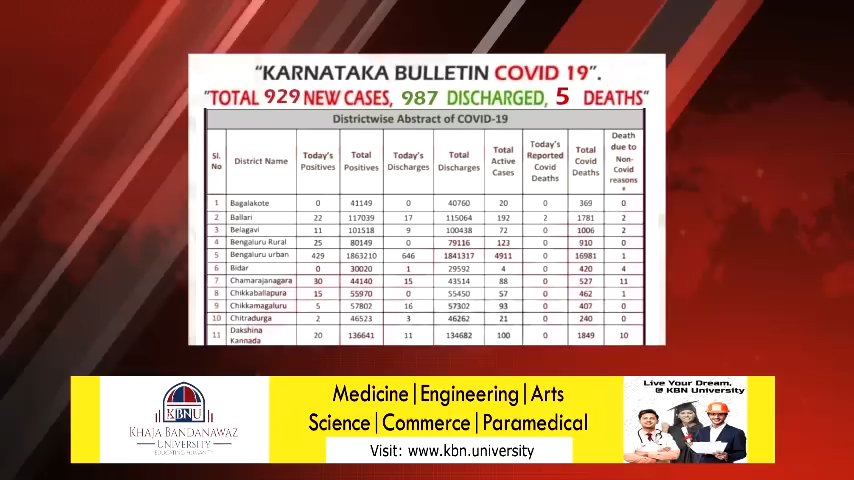 “KARNATAKA BULLETIN COVID 19”.
“TOTAL 929 NEW CASES, 987 DISCHARGED, 5 DEATHS”
Districtwise Abstract of COVID-19
Sl. No District Name Today's Positives Total Positives Today's Discharges Total Discharges Total Active Cases Today's Reported Covid Deaths Total Covid Deaths Death due to Non-Covid reasons *
1 Bagalakote 0 41149 0 40760 20 0 369 0
2 Ballari 22 117039 17 115064 192 2 1781 2
3 Belagavi 11 101518 9 100438 72 0 1006 2
4 Bengaluru Rural 25 80149 0 79116 123 0 910 0
5 Bengaluru urban 429 1863210 646 1841317 4911 0 16981 1
6 Bidar 0 30020 1 29592 4 0 420 4
7 Chamarajanagara 30 44140 15 43514 88 0 527 11
8 Chikkaballapura 15 55970 0 55450 57 0 462 1
9 Chikkamagaluru 5 57802 16 57302 93 0 407 0
10 Chitradurga 2 46523 3 46262 21 0 240 0
11 Dakshina Kannada 20 136641 11 134682 100 0 1849 10
KBNU
KHAJA BANDANAWAZ
UNIVERSITY
EDUCATING HUMANITY
Medicine|Engineering|Arts
Science|Commerce|Paramedical
Visit: www.kbn.university
Live Your Dream,
@ KBN University